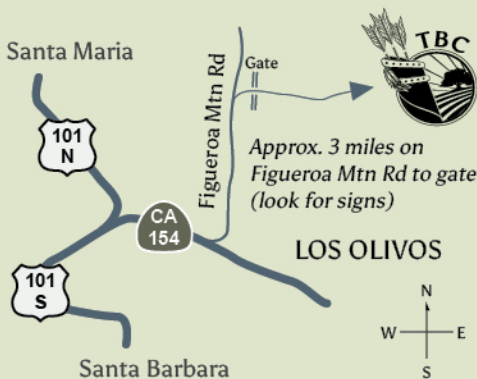 TBC
Santa Maria
Gate
Figueroa Mtn Rd
101
N
Approx. 3 miles on
Figueroa Mtn Rd to gate
(look for signs)
CA
154
LOS OLIVOS
101
S
N
W E
S
Santa Barbara